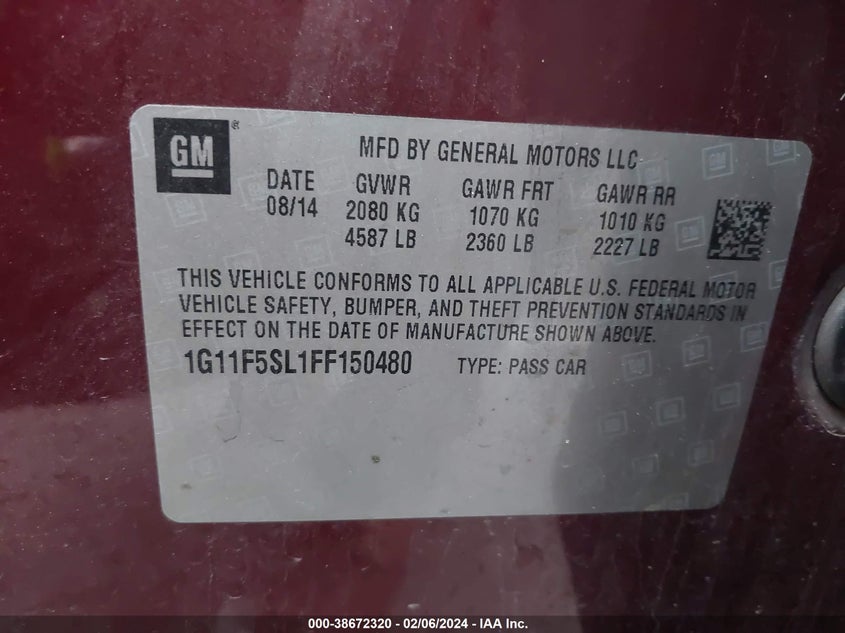 GM®
MFD BY GENERAL MOTORS LLC
DATE GVWR GAWR FRT GAWR RR
08/14 2080 KG 1070 KG 1010 KG
4587 LB 2360 LB 2227 LB
THIS VEHICLE CONFORMS TO ALL APPLICABLE U.S. FEDERAL MOTOR
VEHICLE SAFETY, BUMPER, AND THEFT PREVENTION STANDARDS IN
EFFECT ON THE DATE OF MANUFACTURE SHOWN ABOVE.
1G11F5SL1FF150480 TYPE: PASS CAR
000-38672320 - 02/06/2024 - IAA Inc.